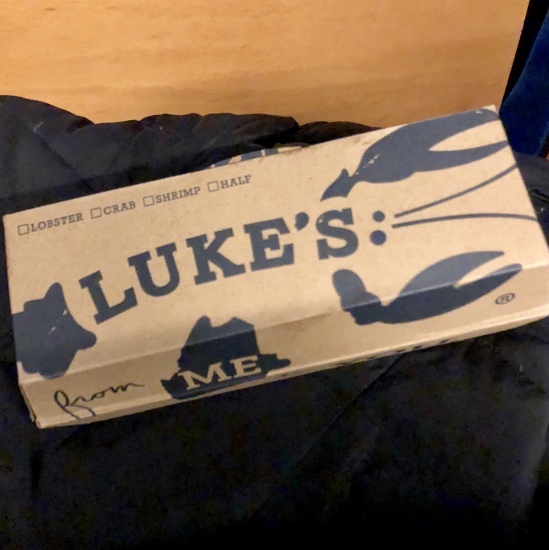 ☐LOBSTER ☐CRAB ☐SHRIMP ☐HALF
LUKE'S:
®
from ME